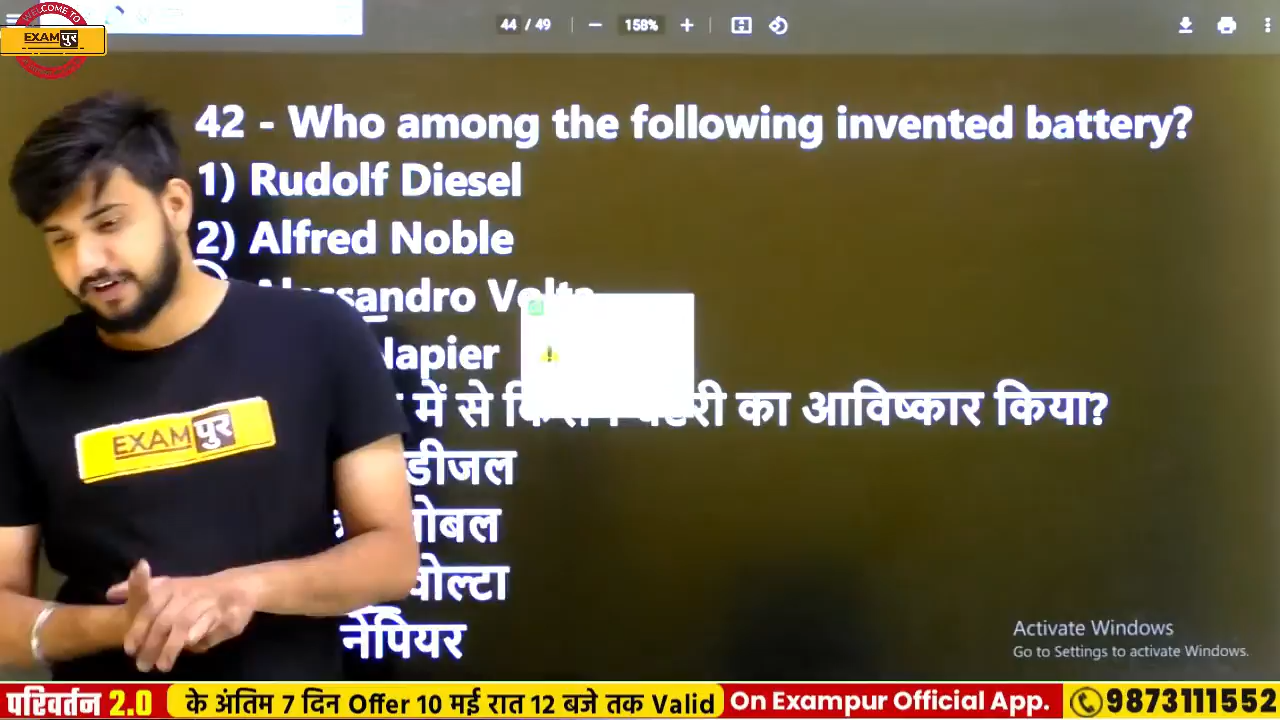 WELCOME TO
EXAMपुर
44 / 49
158%
42 - Who among the following invented battery?
1) Rudolf Diesel
2) Alfred Noble
Alessandro Volta
Napier
में से का आविष्कार किया?
डीजल
नोबल
वोल्टा
नेपियर
EXAMपुर
Activate Windows
Go to Settings to activate Windows.
परिवर्तन 2.0 के अंतिम 7 दिन Offer 10 मई रात 12 बजे तक Valid On Exampur Official App. 9873111552